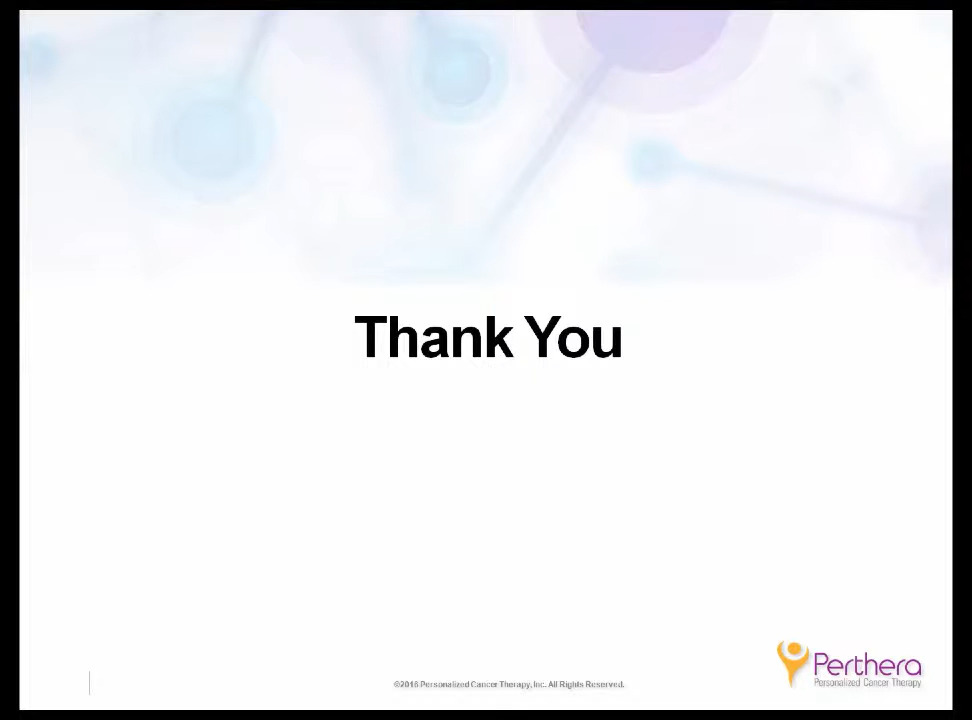 Thank You
©2016 Personalized Cancer Therapy, Inc. All Rights Reserved.
Perthera
Personalized Cancer Therapy